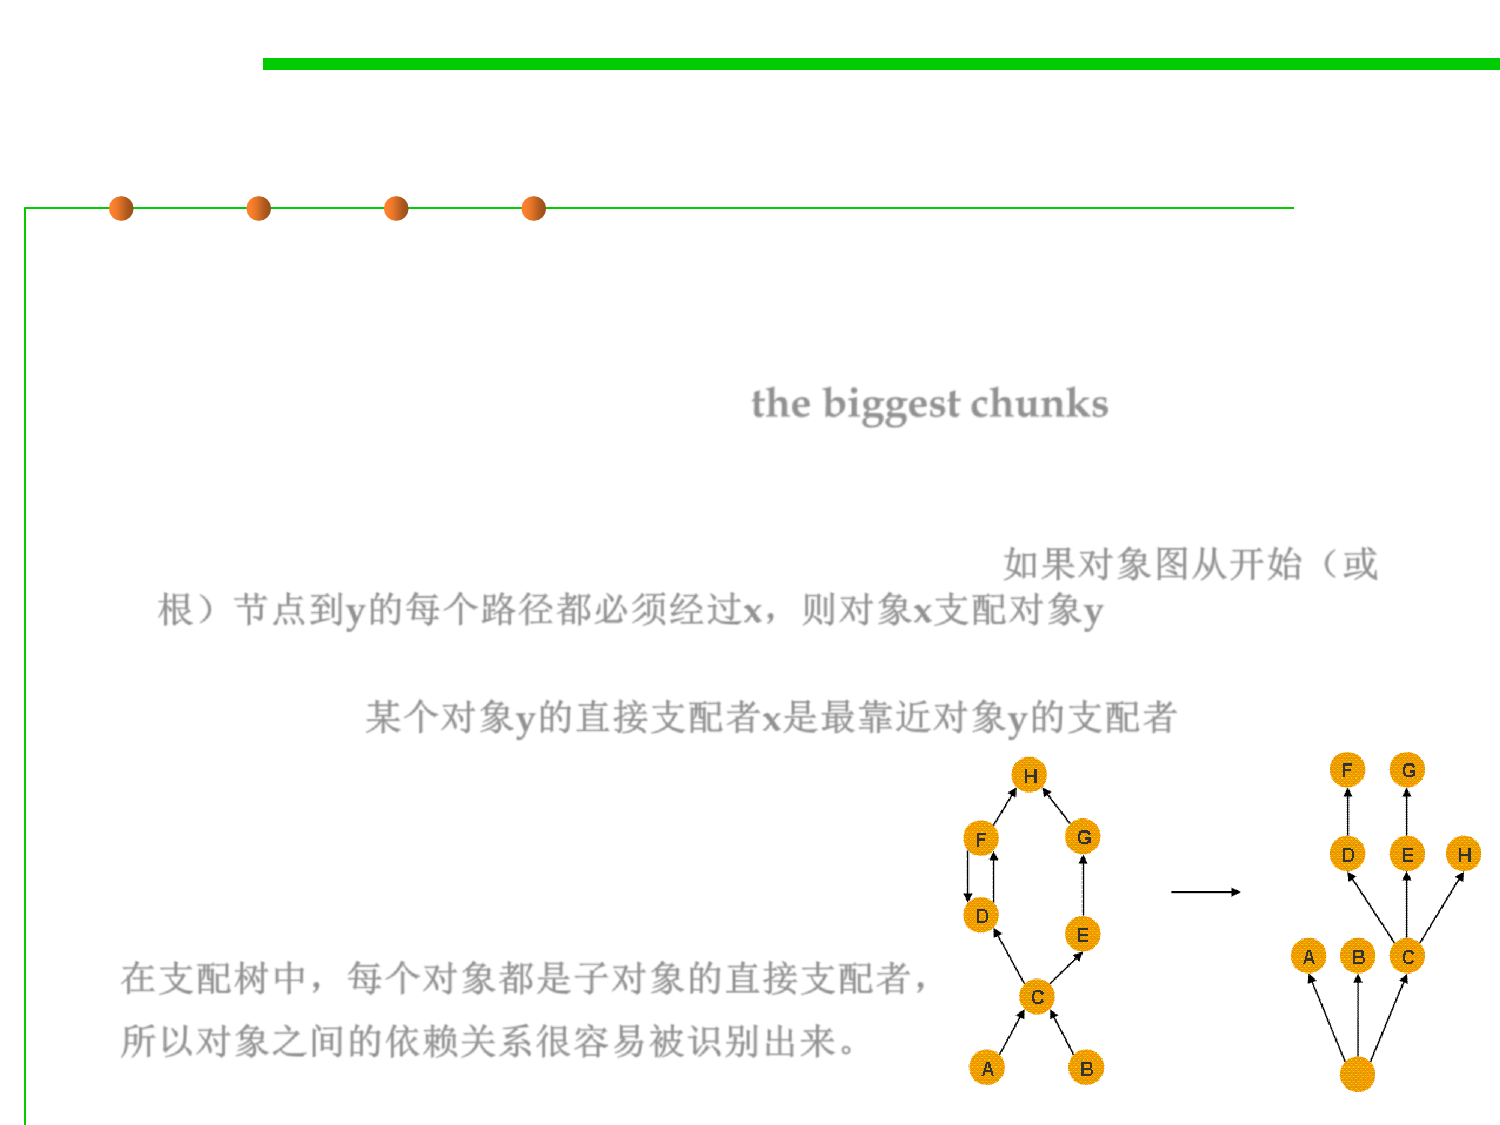 the biggest chunks
如果对象图从开始（或
根）节点到y的每个路径都必须经过x，则对象x支配对象y
某个对象y的直接支配者x是最靠近对象y的支配者
在支配树中，每个对象都是子对象的直接支配者，
所以对象之间的依赖关系很容易被识别出来。
H
F
G
D
E
C
A
B
F
G
D
E
H
A
B
C